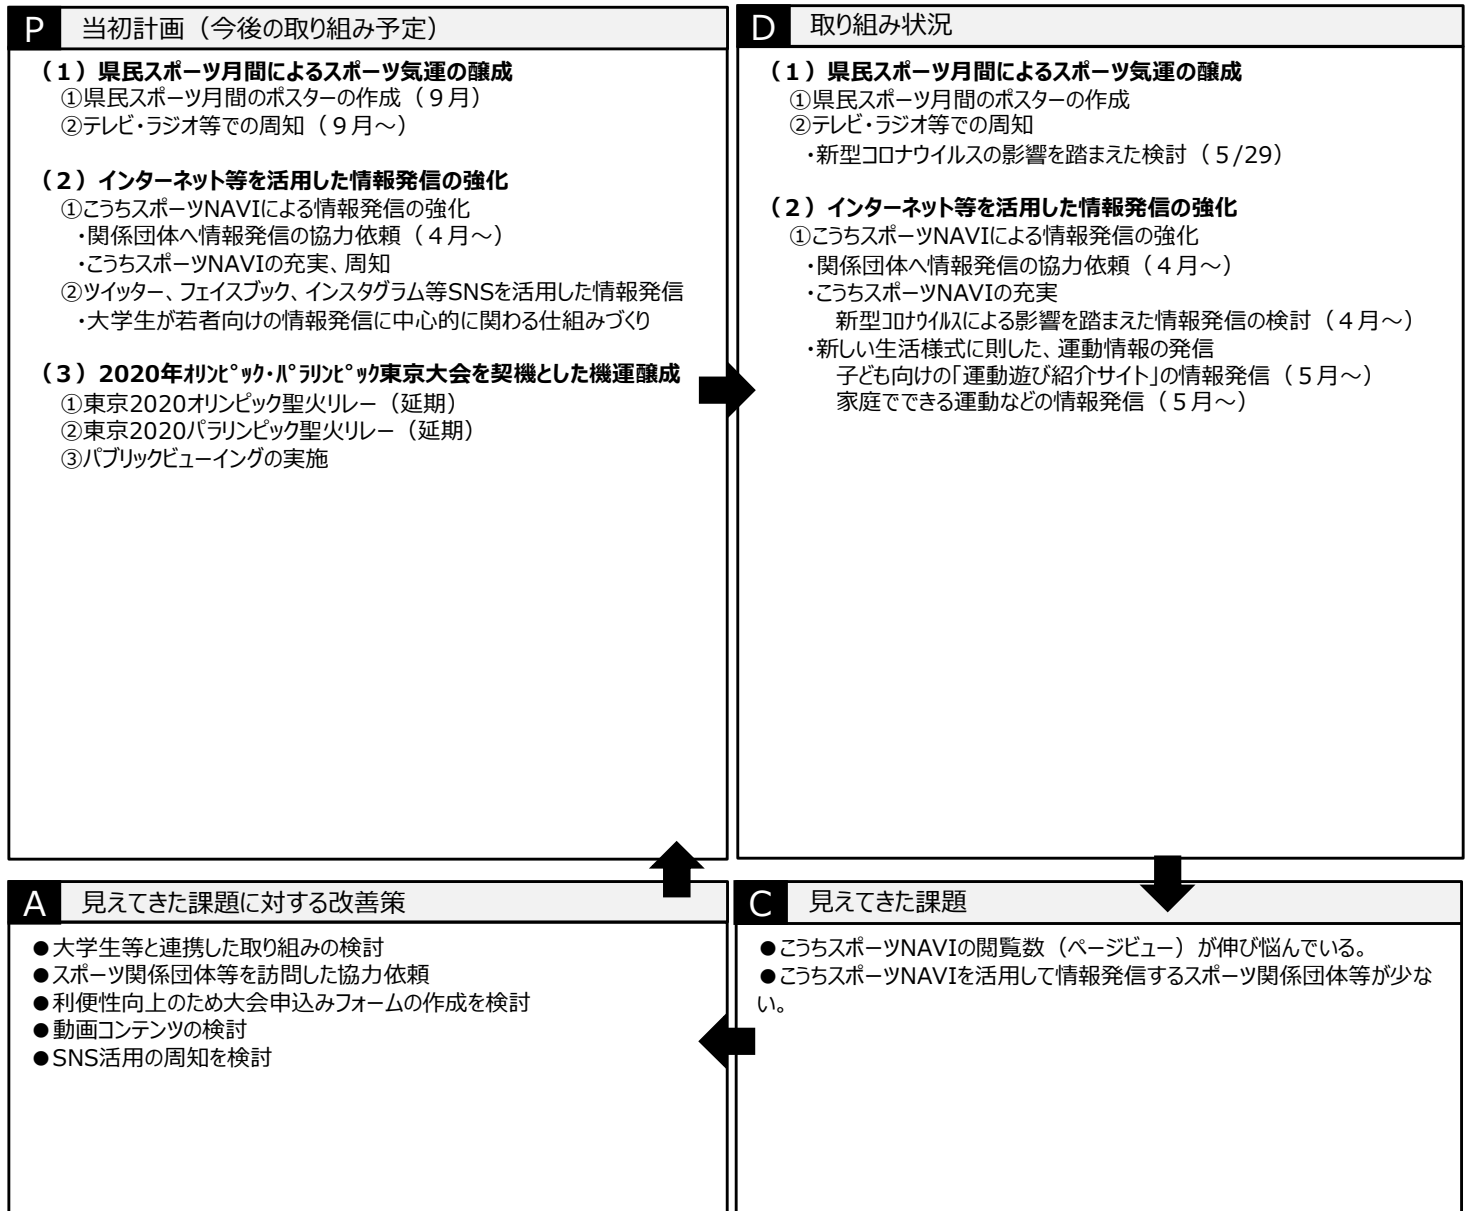 P 当初計画（今後の取り組み予定）
（１）県民スポーツ月間によるスポーツ気運の醸成
①県民スポーツ月間のポスターの作成（９月）
②テレビ・ラジオ等での周知（９月～）
（２）インターネット等を活用した情報発信の強化
①こうちスポーツNAVIによる情報発信の強化
・関係団体へ情報発信の協力依頼（４月～）
・こうちスポーツNAVIの充実、周知
②ツイッター、フェイスブック、インスタグラム等SNSを活用した情報発信
・大学生が若者向けの情報発信に中心的に関わる仕組みづくり
（３）2020年ｵﾘﾝﾋﾟｯｸ・ﾊﾟﾗﾘﾝﾋﾟｯｸ東京大会を契機とした機運醸成
①東京2020オリンピック聖火リレー（延期）
②東京2020パラリンピック聖火リレー（延期）
③パブリックビューイングの実施
D 取り組み状況
（１）県民スポーツ月間によるスポーツ気運の醸成
①県民スポーツ月間のポスターの作成
②テレビ・ラジオ等での周知
・新型コロナウイルスの影響を踏まえた検討（５/29）
（２）インターネット等を活用した情報発信の強化
①こうちスポーツNAVIによる情報発信の強化
・関係団体へ情報発信の協力依頼（４月～）
・こうちスポーツNAVIの充実
新型ｺﾛﾅｳｲﾙｽによる影響を踏まえた情報発信の検討（４月～）
・新しい生活様式に則した、運動情報の発信
子ども向けの「運動遊び紹介サイト」の情報発信（５月～）
家庭でできる運動などの情報発信（５月～）
A 見えてきた課題に対する改善策
●大学生等と連携した取り組みの検討
●スポーツ関係団体等を訪問した協力依頼
●利便性向上のため大会申込みフォームの作成を検討
●動画コンテンツの検討
●SNS活用の周知を検討
C 見えてきた課題
●こうちスポーツNAVIの閲覧数（ページビュー）が伸び悩んでいる。
●こうちスポーツNAVIを活用して情報発信するスポーツ関係団体等が少な
い。